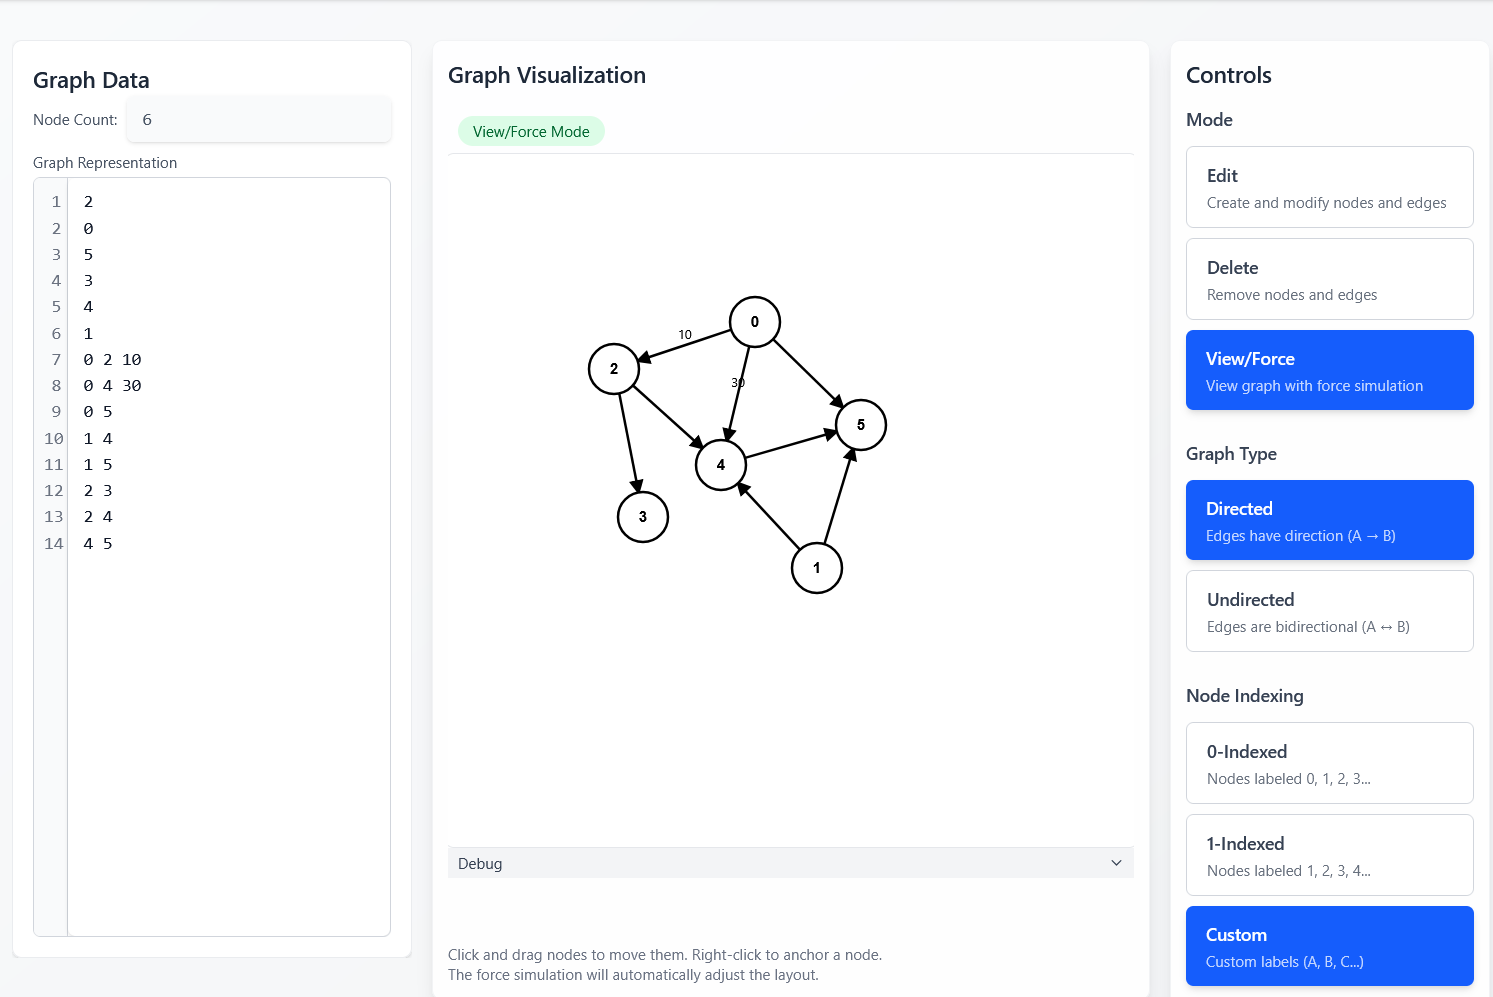 Graph Data
Node Count: 6
Graph Representation
1 2
2 0
3 5
4 3
5 4
6 1
7 0 2 10
8 0 4 30
9 0 5
10 1 4
11 1 5
12 2 3
13 2 4
14 4 5
Graph Visualization
View/Force Mode
0
10
2
30
5
4
3
1
Debug
Click and drag nodes to move them. Right-click to anchor a node.
The force simulation will automatically adjust the layout.
Controls
Mode
Edit
Create and modify nodes and edges
Delete
Remove nodes and edges
View/Force
View graph with force simulation
Graph Type
Directed
Edges have direction (A → B)
Undirected
Edges are bidirectional (A ↔ B)
Node Indexing
0-Indexed
Nodes labeled 0, 1, 2, 3...
1-Indexed
Nodes labeled 1, 2, 3, 4...
Custom
Custom labels (A, B, C...)